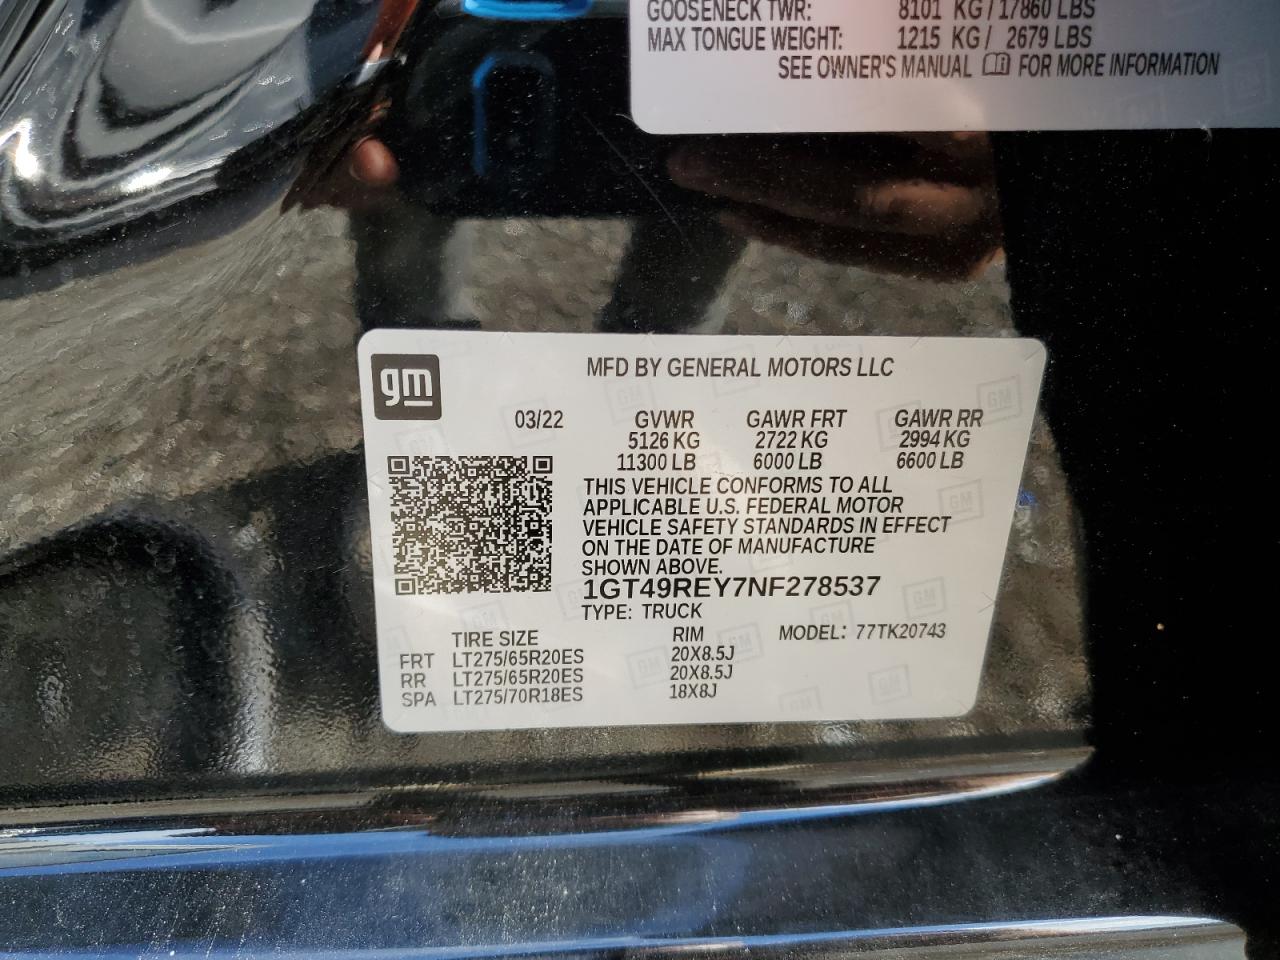 GOOSENECK TWR: 8101 KG/17860 LBS
MAX TONGUE WEIGHT: 1215 KG/ 2679 LBS
SEE OWNER'S MANUAL FOR MORE INFORMATION
gm
MFD BY GENERAL MOTORS LLC
03/22 GVWR GAWR FRT GAWR RR
5126 KG 2722 KG 2994 KG
11300 LB 6000 LB 6600 LB
THIS VEHICLE CONFORMS TO ALL
APPLICABLE U.S. FEDERAL MOTOR
VEHICLE SAFETY STANDARDS IN EFFECT
ON THE DATE OF MANUFACTURE
SHOWN ABOVE.
1GT49REY7NF278537
TYPE: TRUCK
TIRE SIZE RIM MODEL: 77TK20743
FRT LT275/65R20ES 20X8.5J
RR LT275/65R20ES 20X8.5J
SPA LT275/70R18ES 18X8J